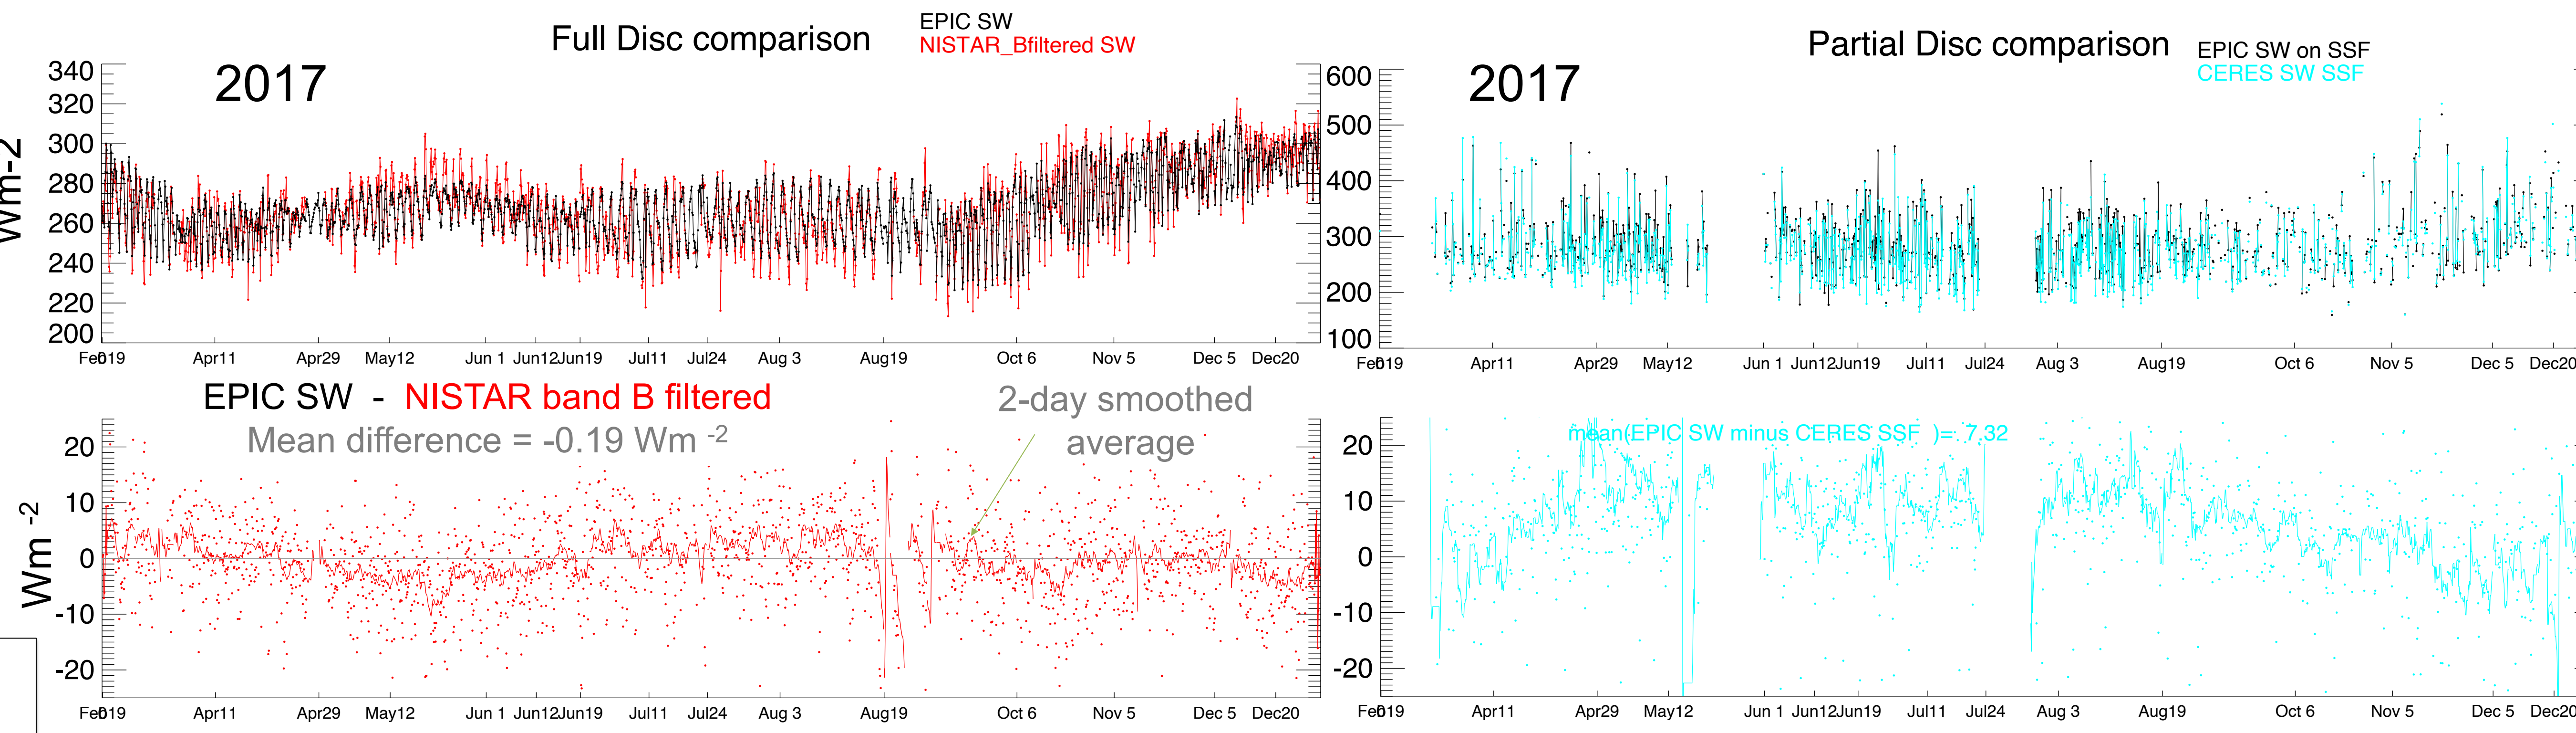 Full Disc comparison
EPIC SW
NISTAR_Bfiltered SW
2017
Wm-2
340
320
300
280
260
240
220
200
Feb19 Apr11 Apr29 May12 Jun 1 Jun12 Jun19 Jul11 Jul24 Aug 3 Aug19 Oct 6 Nov 5 Dec 5 Dec20
Partial Disc comparison
EPIC SW on SSF
CERES SW SSF
2017
600
500
400
300
200
100
Apr11 Apr29 May12 Jun 1 Jun12 Jun19 Jul11 Jul24 Aug 3 Aug19 Oct 6 Nov 5 Dec 5 Dec20
EPIC SW - NISTAR band B filtered
Mean difference = -0.19 Wm -2
2-day smoothed
average
Wm -2
20
10
0
-10
-20
Apr11 Apr29 May12 Jun 1 Jun12 Jun19 Jul11 Jul24 Aug 3 Aug19 Oct 6 Nov 5 Dec 5 Dec20
mean(EPIC SW minus CERES SSF )= 7.32
20
10
0
-10
-20
Apr11 Apr29 May12 Jun 1 Jun12 Jun19 Jul11 Jul24 Aug 3 Aug19 Oct 6 Nov 5 Dec 5 Dec20